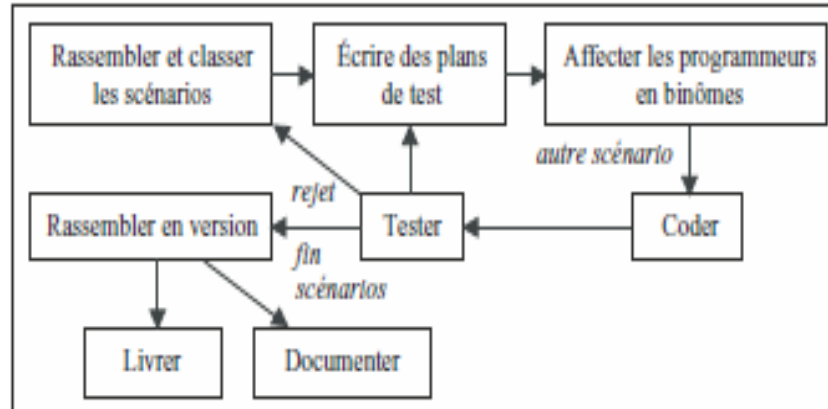 Rassembler et classer
les scénarios
Écrire des plans
de test
Affecter les programmeurs
en binômes
autre scénario
rejet
Rassembler en version
Tester
Coder
fin
scénarios
Livrer
Documenter